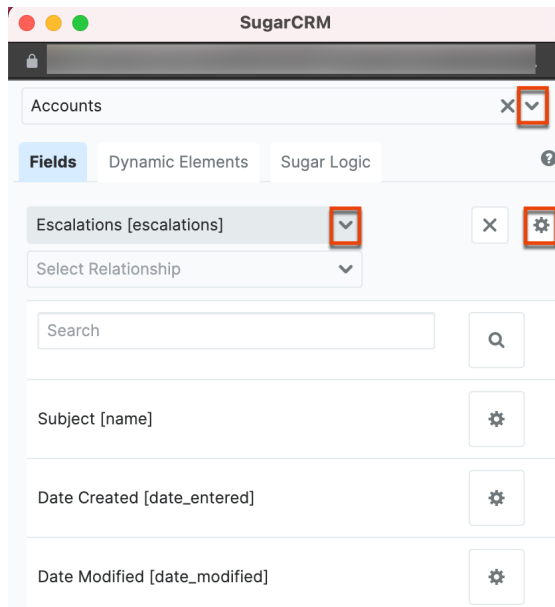 SugarCRM
Accounts
Fields Dynamic Elements Sugar Logic
Escalations [escalations]
Select Relationship
Search
Subject [name]
Date Created [date_entered]
Date Modified [date_modified]